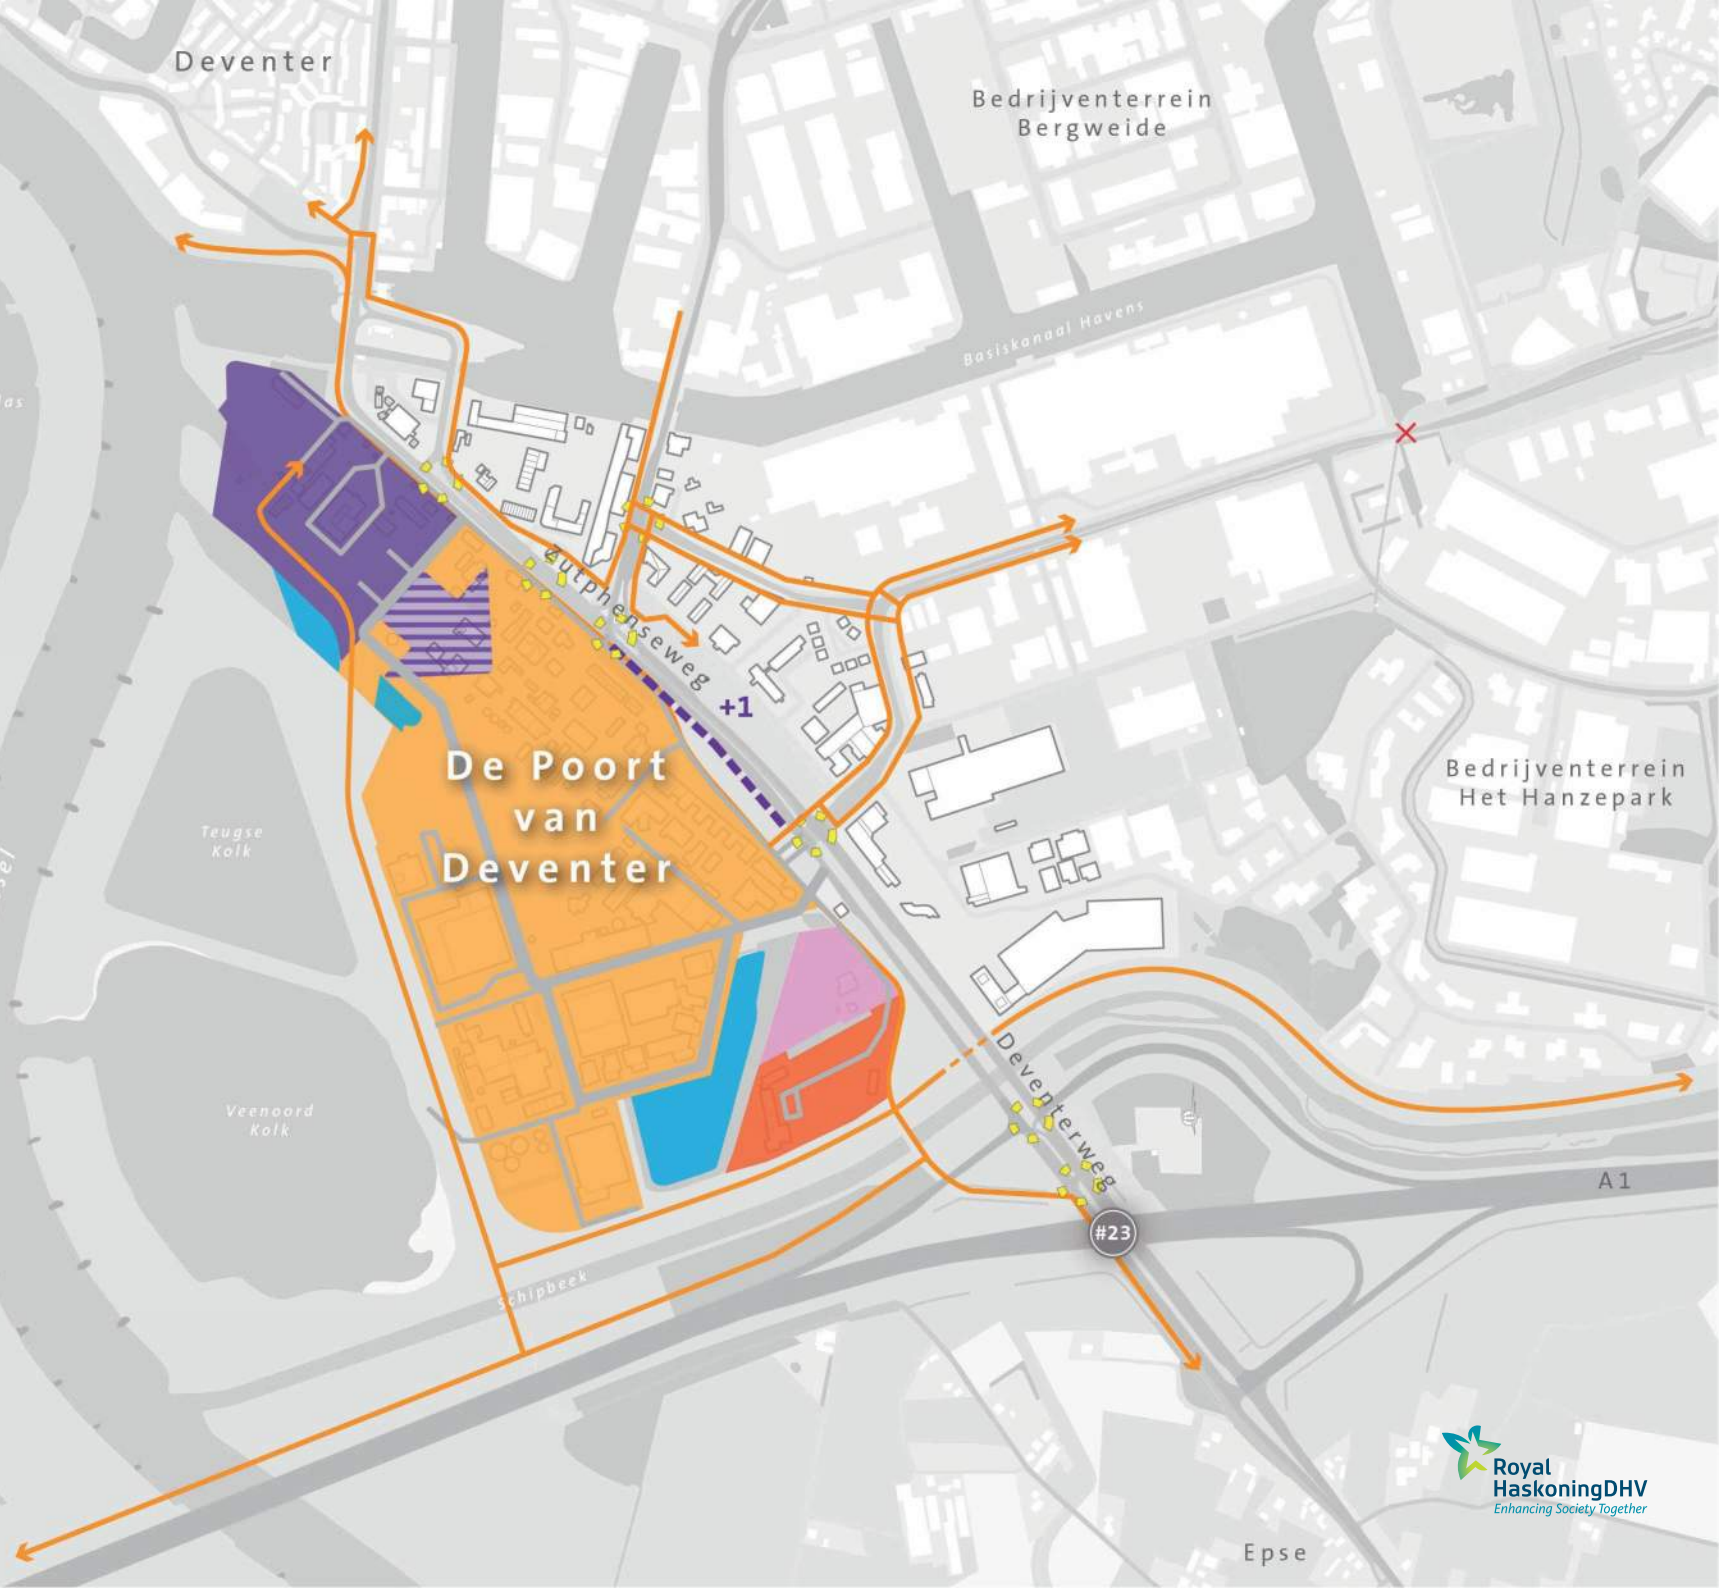 Deventer
Bedrijventerrein
Bergweide
Basiskanaal Havens
Zutphenseweg
+1
De Poort
van
Deventer
Bedrijventerrein
Het Hanzepark
Teugse
Kolk
Veenoord
Kolk
Deventerweg
A1
#23
Schipbeek
Royal
HaskoningDHV
Enhancing Society Together
Epse